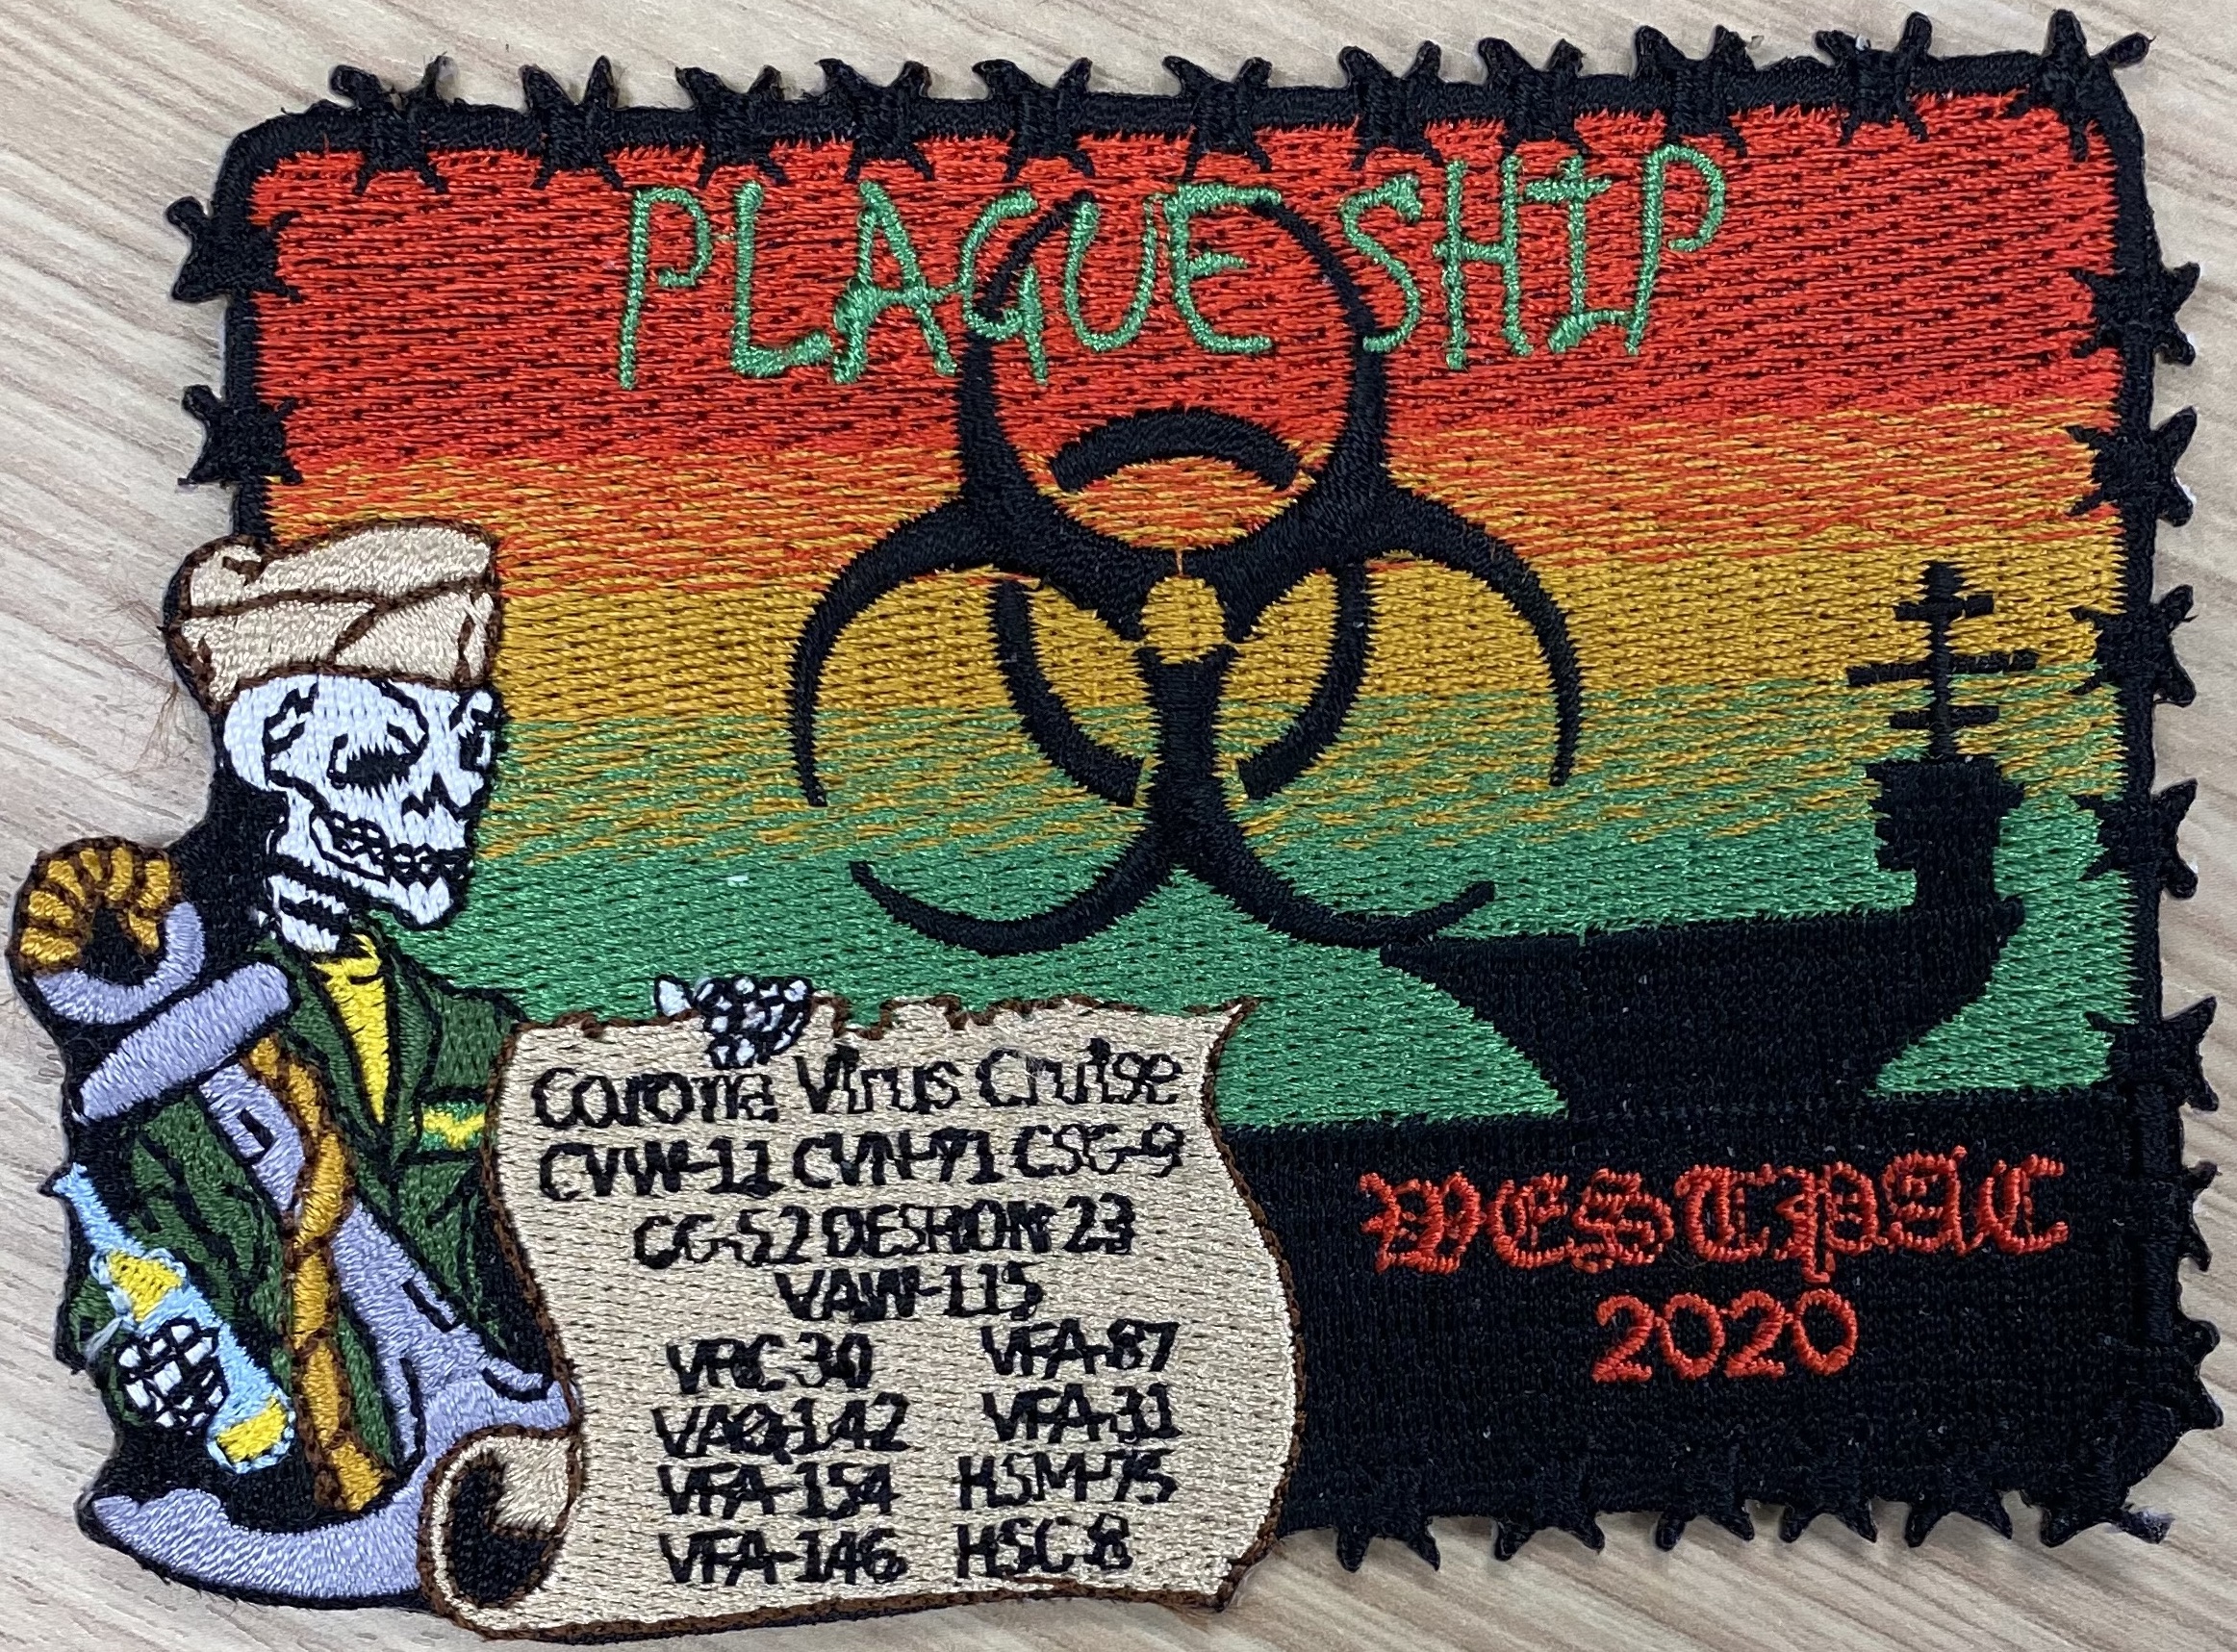 PLAGUE SHIP
Corona Virus Cruise
CVW-11 CVN-71 CSG-9
CG-52 DESRON 23
VAW-115
VRC-30 VFA-87
VAQ-142 VFA-31
VFA-154 HSM-75
VFA-146 HSC-8
WESTPAC
2020